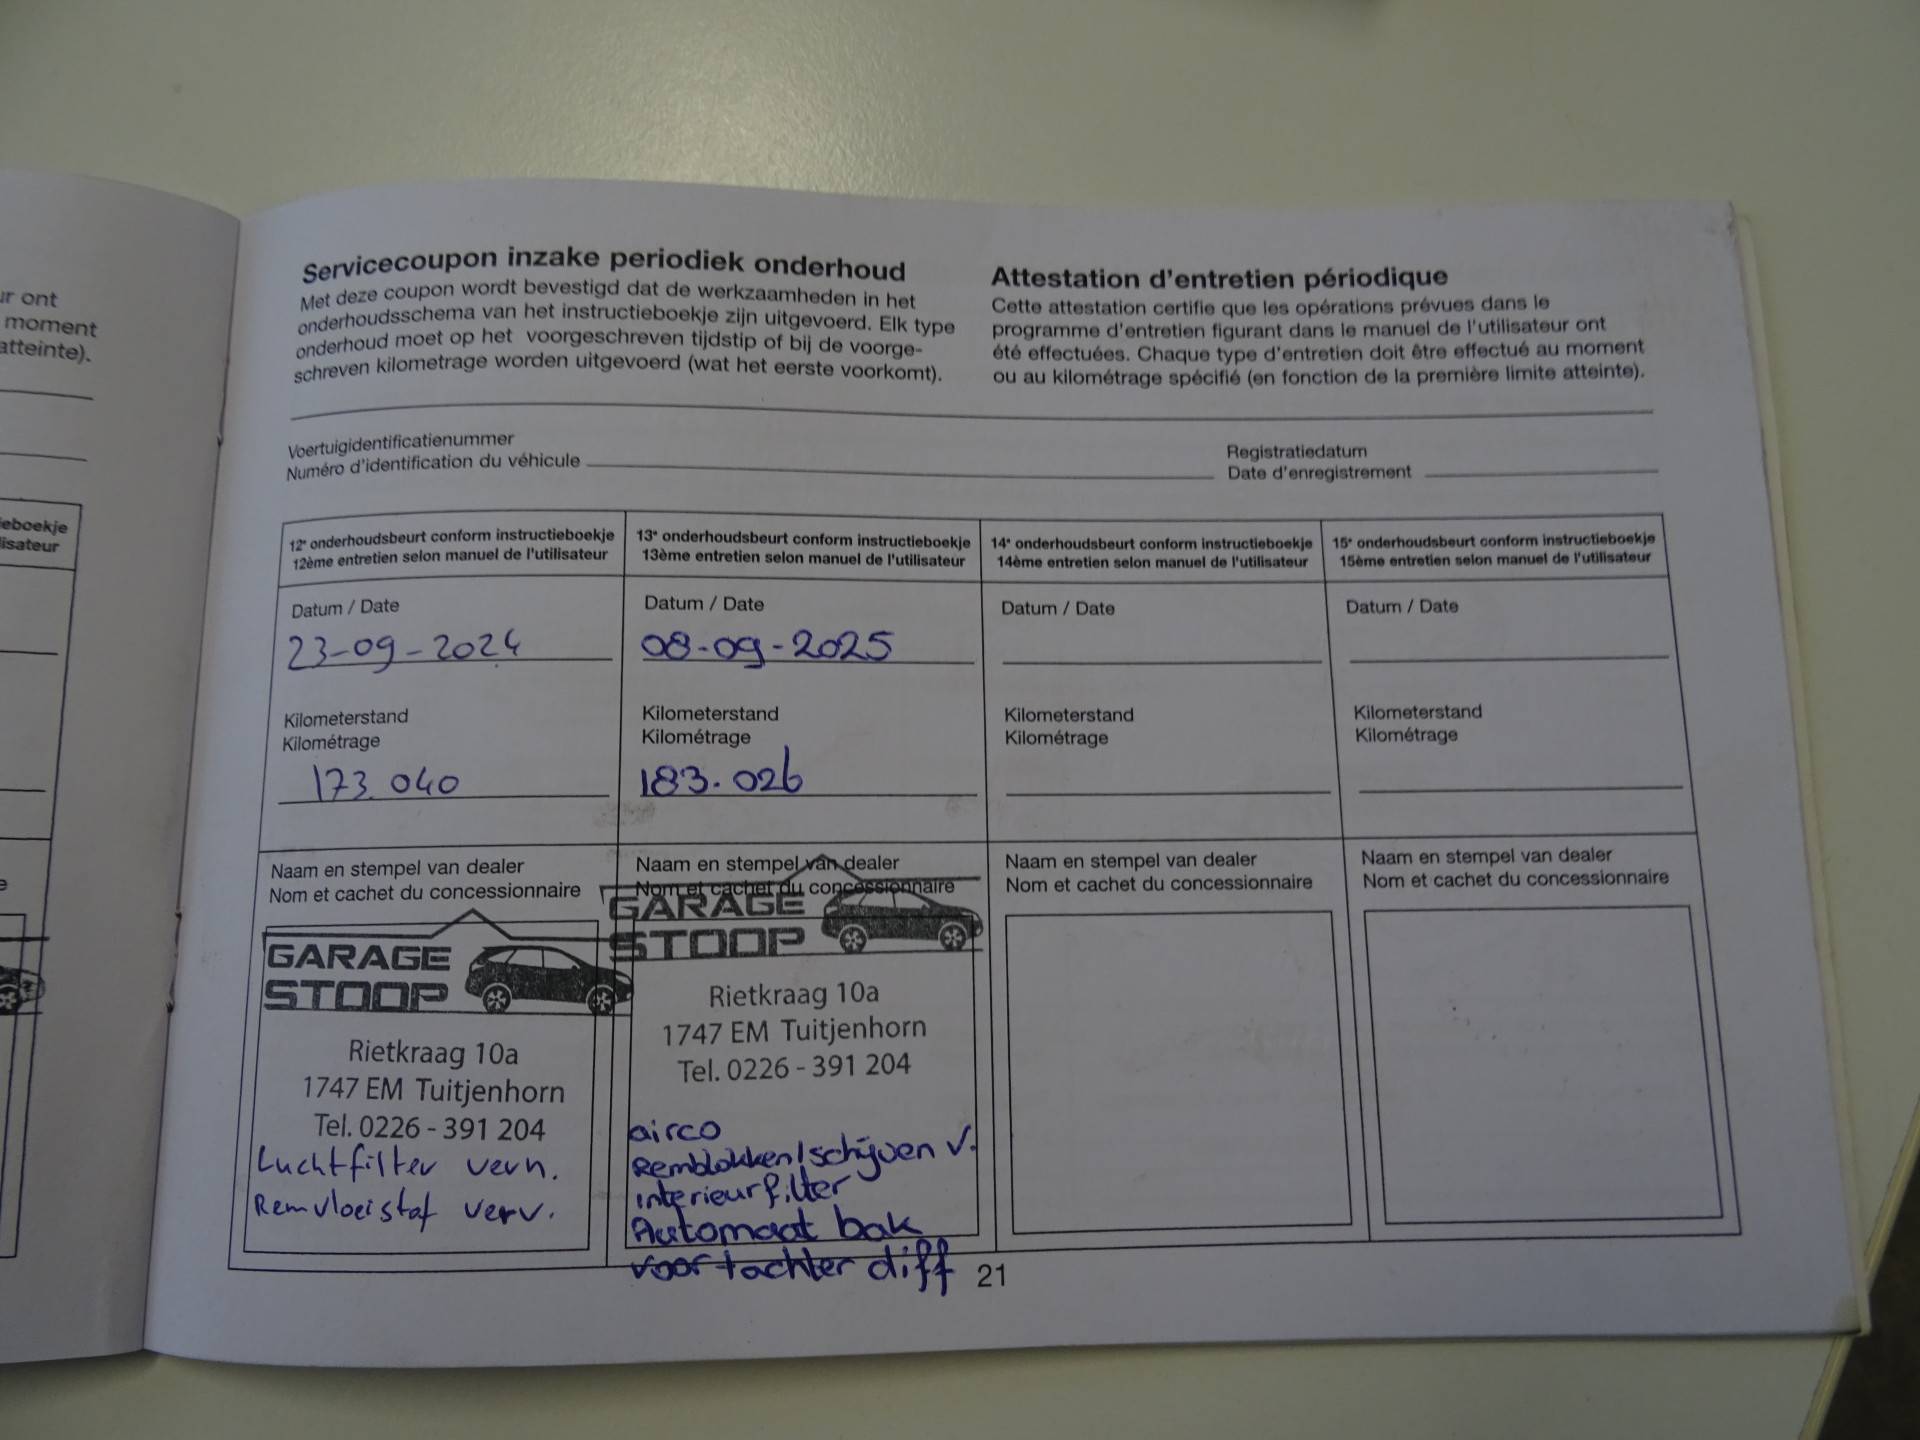 ur ont
moment
atteinte).
ieboekje
lisateur
e
Servicecoupon inzake periodiek onderhoud
Met deze coupon wordt bevestigd dat de werkzaamheden in het
onderhoudsschema van het instructieboekje zijn uitgevoerd. Elk type
onderhoud moet op het voorgeschreven tijdstip of bij de voorge-
schreven kilometrage worden uitgevoerd (wat het eerste voorkomt).
Attestation d'entretien périodique
Cette attestation certifie que les opérations prévues dans le
programme d'entretien figurant dans le manuel de l'utilisateur ont
été effectuées. Chaque type d'entretien doit être effectué au moment
ou au kilométrage spécifié (en fonction de la première limite atteinte).
Voertuigidentificatienummer
Numéro d'identification du véhicule
Registratiedatum
Date d'enregistrement
12e onderhoudsbeurt conform instructieboekje
12ème entretien selon manuel de l'utilisateur
Datum / Date
23-09-2024
Kilometerstand
Kilométrage
173.040
Naam en stempel van dealer
Nom et cachet du concessionnaire
GARAGE
STOOP
Rietkraag 10a
1747 EM Tuitjenhorn
Tel. 0226 - 391 204
Luchtfilter vern.
Remvloeistof verv.
13e onderhoudsbeurt conform instructieboekje
13ème entretien selon manuel de l'utilisateur
Datum / Date
08-09-2025
Kilometerstand
Kilométrage
183.026
Naam en stempel van dealer
Nom et cachet du concessionnaire
GARAGE
STOOP
Rietkraag 10a
1747 EM Tuitjenhorn
Tel. 0226 - 391 204
airco
Remblokken/schijven v.
interieurfilter
Automaat bak
voor + achter diff
14e onderhoudsbeurt conform instructieboekje
14ème entretien selon manuel de l'utilisateur
Datum / Date
Kilometerstand
Kilométrage
Naam en stempel van dealer
Nom et cachet du concessionnaire
15e onderhoudsbeurt conform instructieboekje
15ème entretien selon manuel de l'utilisateur
Datum / Date
Kilometerstand
Kilométrage
Naam en stempel van dealer
Nom et cachet du concessionnaire
21